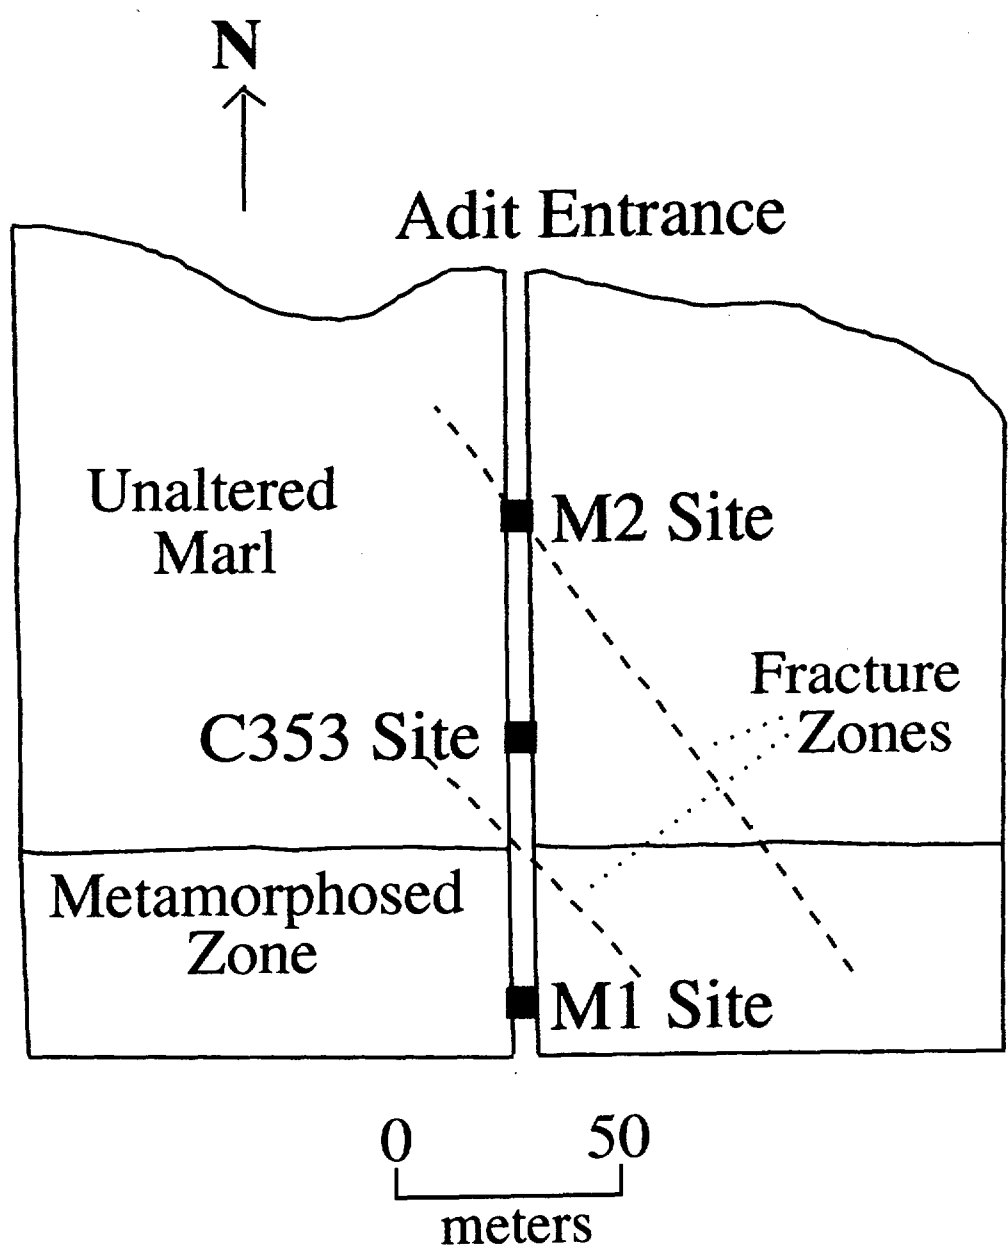 N
Adit Entrance
Unaltered
Marl
M2 Site
Fracture
Zones
C353 Site
Metamorphosed
Zone
M1 Site
0 50
meters